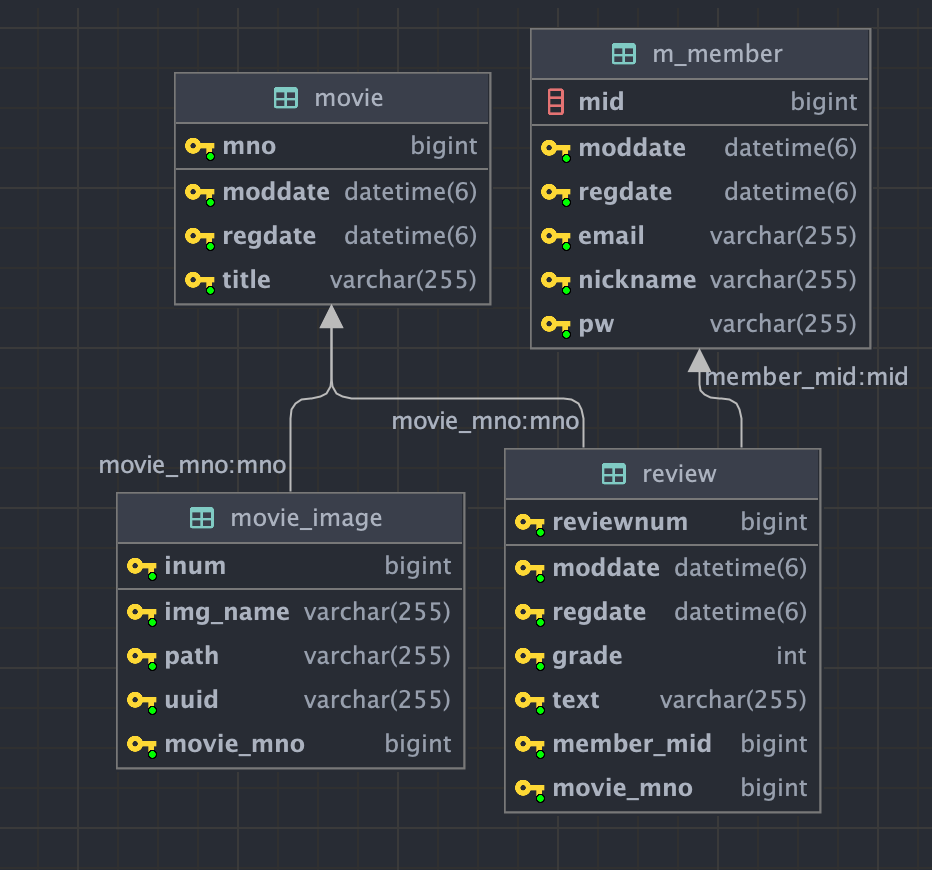 movie
mno bigint
moddate datetime(6)
regdate datetime(6)
title varchar(255)
m_member
mid bigint
moddate datetime(6)
regdate datetime(6)
email varchar(255)
nickname varchar(255)
pw varchar(255)
member_mid:mid
movie_mno:mno
movie_mno:mno
movie_image
inum bigint
img_name varchar(255)
path varchar(255)
uuid varchar(255)
movie_mno bigint
review
reviewnum bigint
moddate datetime(6)
regdate datetime(6)
grade int
text varchar(255)
member_mid bigint
movie_mno bigint